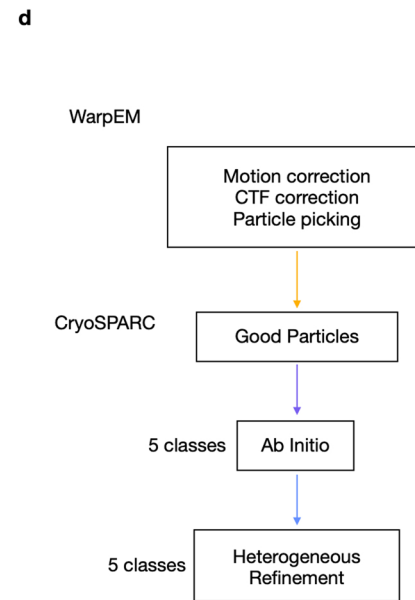 d
WarpEM
Motion correction
CTF correction
Particle picking
CryoSPARC
Good Particles
5 classes
Ab Initio
5 classes
Heterogeneous
Refinement